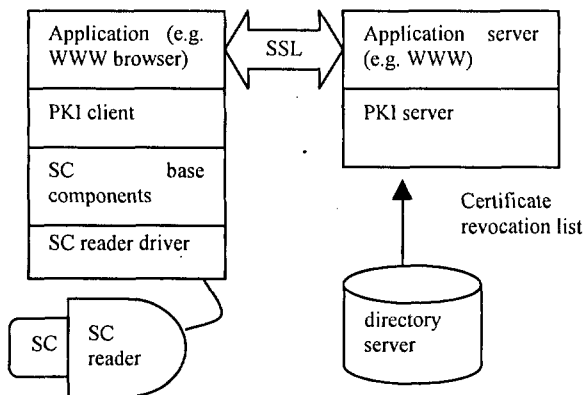 Application (e.g.
WWW browser)
SSL
Application server
(e.g. WWW)
PKI client
PKI server
SC base
components
SC reader driver
Certificate
revocation list
SC
SC
reader
directory
server